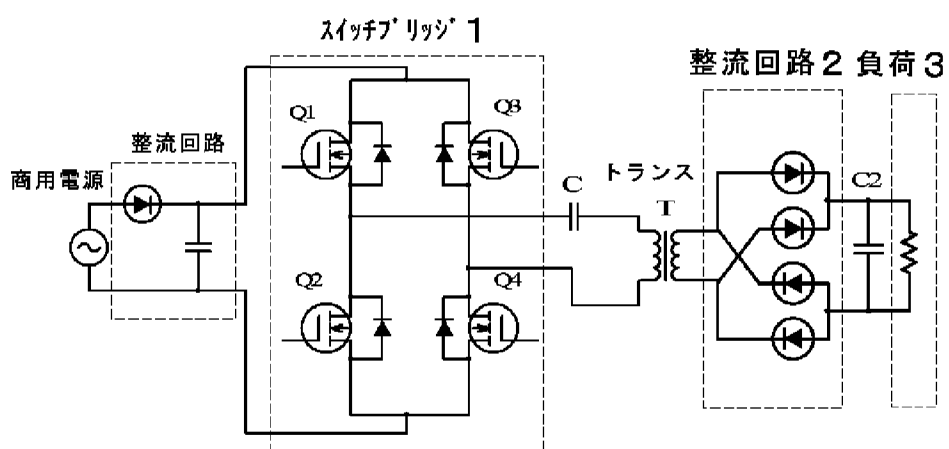 スイッチブリッジ1
整流回路2 負荷3
Q1
Q3
整流回路
商用電源
トランス
C
T
C2
Q2
Q4